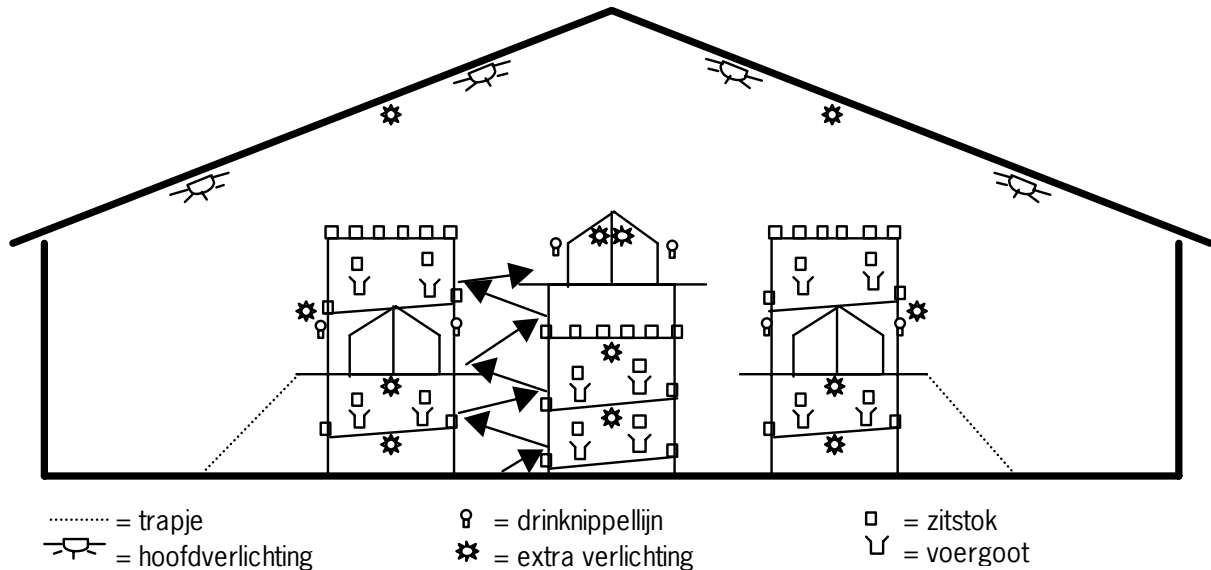 = trapje
= drinknippellijn
= zitstok
= hoofdverlichting
= extra verlichting
= voergoot